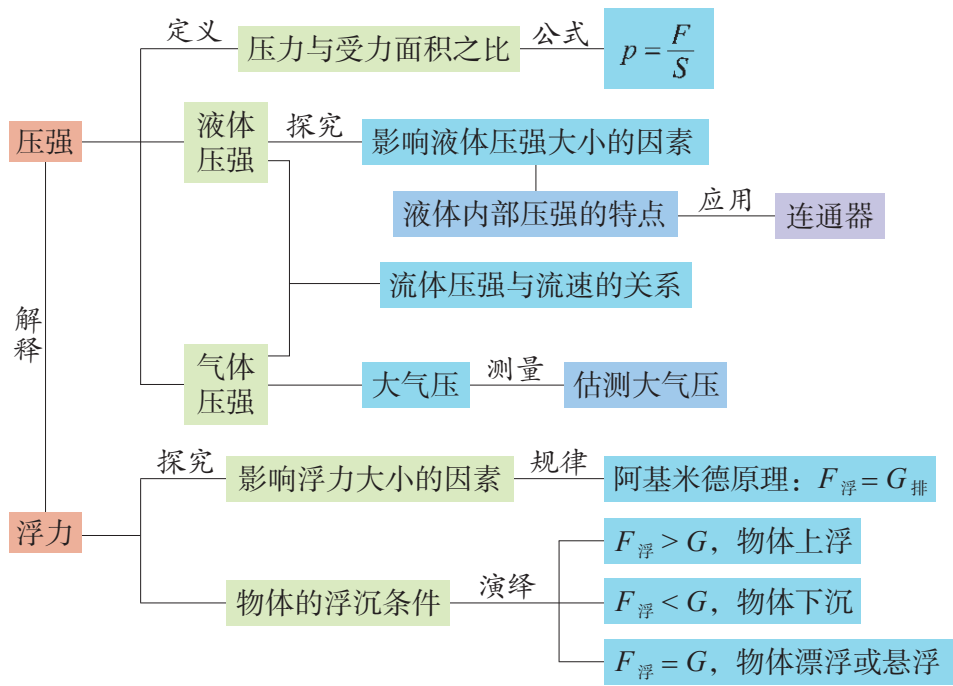 定义
压力与受力面积之比
公式
p = F/S
压强
液体
压强
探究
影响液体压强大小的因素
液体内部压强的特点
应用
连通器
流体压强与流速的关系
气体
压强
大气压
测量
估测大气压
解
释
浮力
探究
影响浮力大小的因素
规律
阿基米德原理：F浮 = G排
物体的浮沉条件
演绎
F浮 > G，物体上浮
F浮 < G，物体下沉
F浮 = G，物体漂浮或悬浮